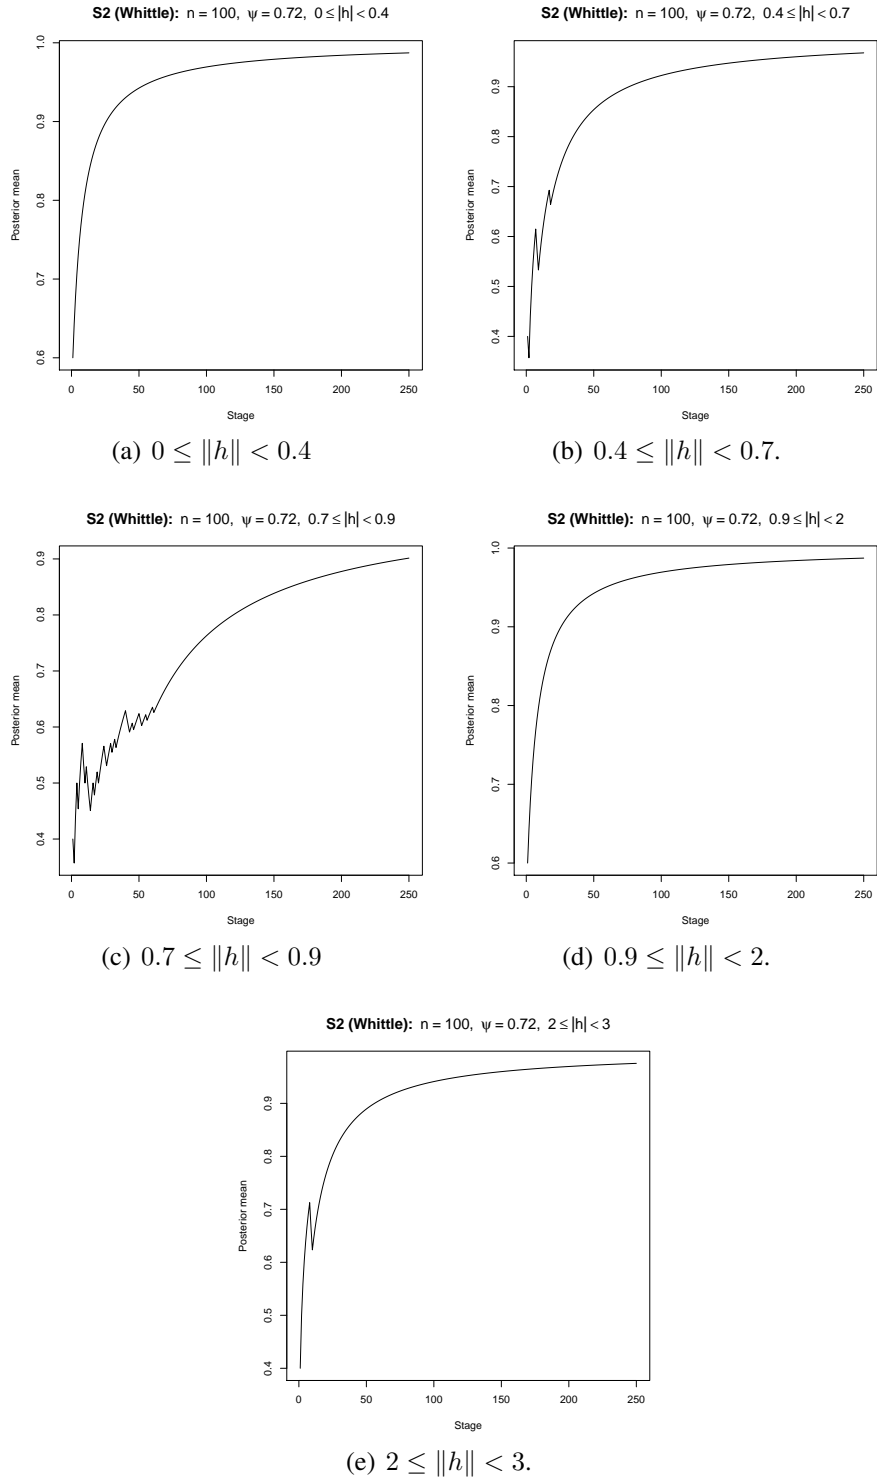 S2 (Whittle): n = 100, ψ = 0.72, 0 ≤ |h| < 0.4
1.0
0.9
0.8
0.7
0.6
Posterior mean
0 50 100 150 200 250
Stage
(a) 0 ≤ ‖h‖ < 0.4
S2 (Whittle): n = 100, ψ = 0.72, 0.4 ≤ |h| < 0.7
0.9
0.8
0.7
0.6
0.5
0.4
Posterior mean
0 50 100 150 200 250
Stage
(b) 0.4 ≤ ‖h‖ < 0.7.
S2 (Whittle): n = 100, ψ = 0.72, 0.7 ≤ |h| < 0.9
0.9
0.8
0.7
0.6
0.5
0.4
Posterior mean
0 50 100 150 200 250
Stage
(c) 0.7 ≤ ‖h‖ < 0.9
S2 (Whittle): n = 100, ψ = 0.72, 0.9 ≤ |h| < 2
1.0
0.9
0.8
0.7
0.6
Posterior mean
0 50 100 150 200 250
Stage
(d) 0.9 ≤ ‖h‖ < 2.
S2 (Whittle): n = 100, ψ = 0.72, 2 ≤ |h| < 3
0.9
0.8
0.7
0.6
0.5
0.4
Posterior mean
0 50 100 150 200 250
Stage
(e) 2 ≤ ‖h‖ < 3.